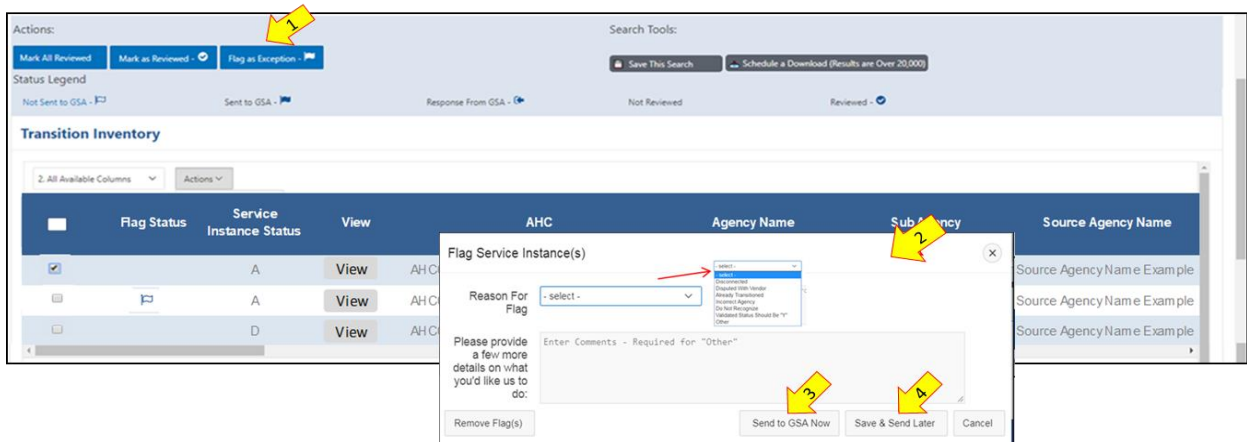 Actions:
Search Tools:
Mark All Reviewed
Mark as Reviewed -
Flag as Exception -
Save This Search
Schedule a Download (Results are Over 20,000)
Status Legend
Not Sent to GSA -
Sent to GSA -
Response From GSA -
Not Reviewed
Reviewed -
Transition Inventory
2. All Available Columns
Actions
Flag Status
Service
Instance Status
View
AHC
Agency Name
Sub Agency
Source Agency Name
A
View
AHC
Source Agency Name Example
A
View
AHC
Source Agency Name Example
D
View
AHC
Source Agency Name Example
1
2
Flag Service Instance(s)
Reason For
Flag
- select -
- select -
- select -
Disconnected
Disputed With Vendor
Already Transitioned
Incorrect Agency
Do Not Recognize
Validated Status Should Be "Y"
Other
Please provide
a few more
details on what
you'd like us to
do:
Enter Comments - Required for "Other"
3
4
Remove Flag(s)
Send to GSA Now
Save & Send Later
Cancel